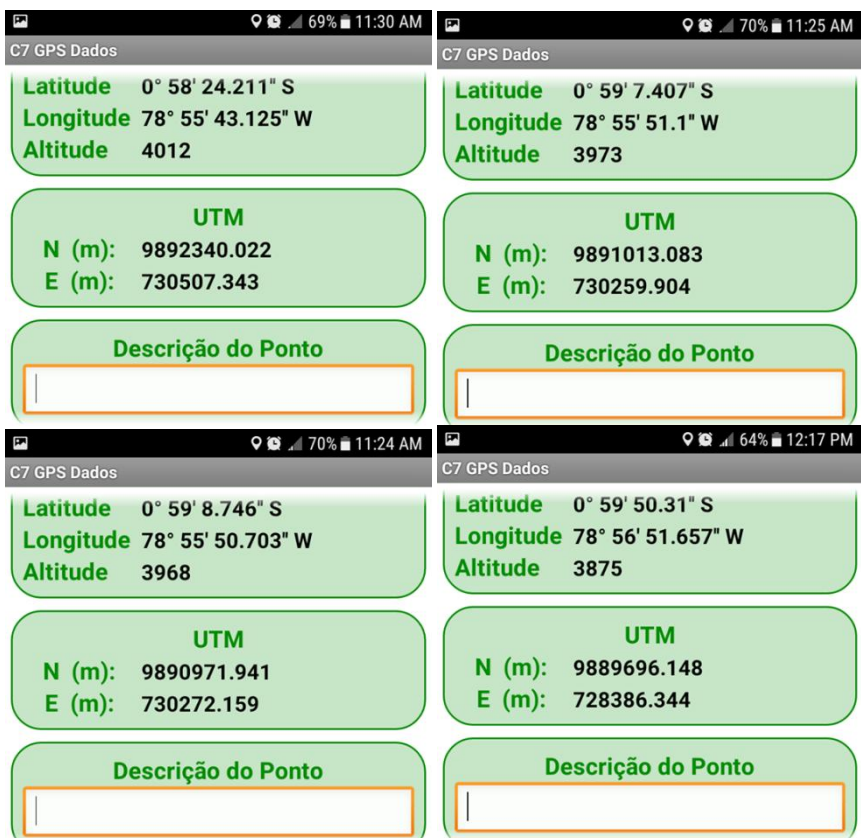 69% 11:30 AM
C7 GPS Dados
Latitude 0° 58' 24.211" S
Longitude 78° 55' 43.125" W
Altitude 4012
UTM
N (m): 9892340.022
E (m): 730507.343
Descrição do Ponto
70% 11:25 AM
C7 GPS Dados
Latitude 0° 59' 7.407" S
Longitude 78° 55' 51.1" W
Altitude 3973
UTM
N (m): 9891013.083
E (m): 730259.904
Descrição do Ponto
70% 11:24 AM
C7 GPS Dados
Latitude 0° 59' 8.746" S
Longitude 78° 55' 50.703" W
Altitude 3968
UTM
N (m): 9890971.941
E (m): 730272.159
Descrição do Ponto
64% 12:17 PM
C7 GPS Dados
Latitude 0° 59' 50.31" S
Longitude 78° 56' 51.657" W
Altitude 3875
UTM
N (m): 9889696.148
E (m): 728386.344
Descrição do Ponto